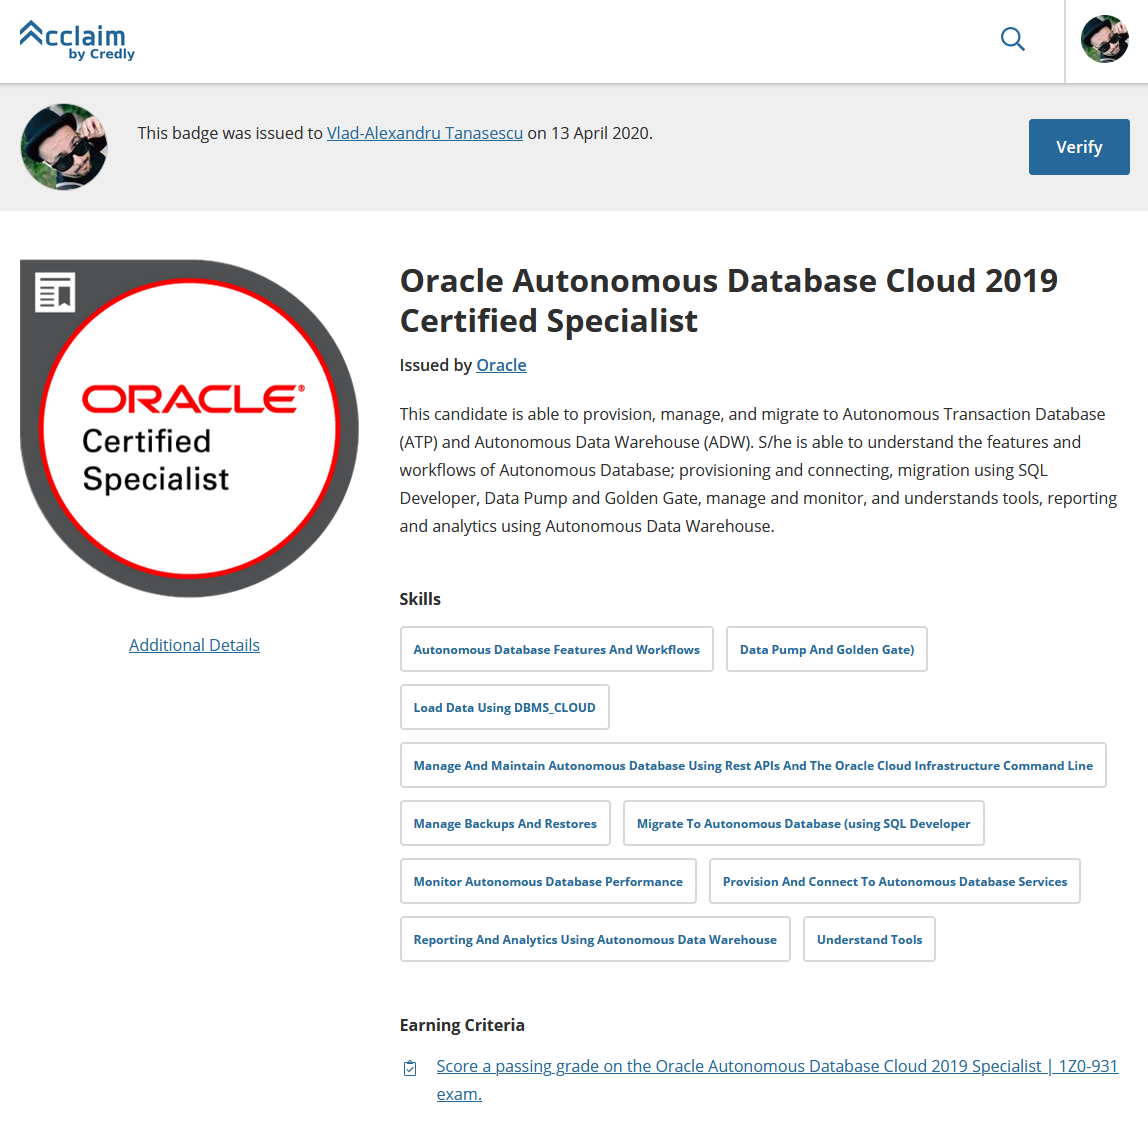 Acclaim
by Credly
This badge was issued to Vlad-Alexandru Tanasescu on 13 April 2020.
Verify
ORACLE®
Certified
Specialist
Additional Details
Oracle Autonomous Database Cloud 2019
Certified Specialist
Issued by Oracle
This candidate is able to provision, manage, and migrate to Autonomous Transaction Database
(ATP) and Autonomous Data Warehouse (ADW). S/he is able to understand the features and
workflows of Autonomous Database; provisioning and connecting, migration using SQL
Developer, Data Pump and Golden Gate, manage and monitor, and understands tools, reporting
and analytics using Autonomous Data Warehouse.
Skills
Autonomous Database Features And Workflows
Data Pump And Golden Gate)
Load Data Using DBMS_CLOUD
Manage And Maintain Autonomous Database Using Rest APIs And The Oracle Cloud Infrastructure Command Line
Manage Backups And Restores
Migrate To Autonomous Database (using SQL Developer
Monitor Autonomous Database Performance
Provision And Connect To Autonomous Database Services
Reporting And Analytics Using Autonomous Data Warehouse
Understand Tools
Earning Criteria
Score a passing grade on the Oracle Autonomous Database Cloud 2019 Specialist | 1Z0-931
exam.